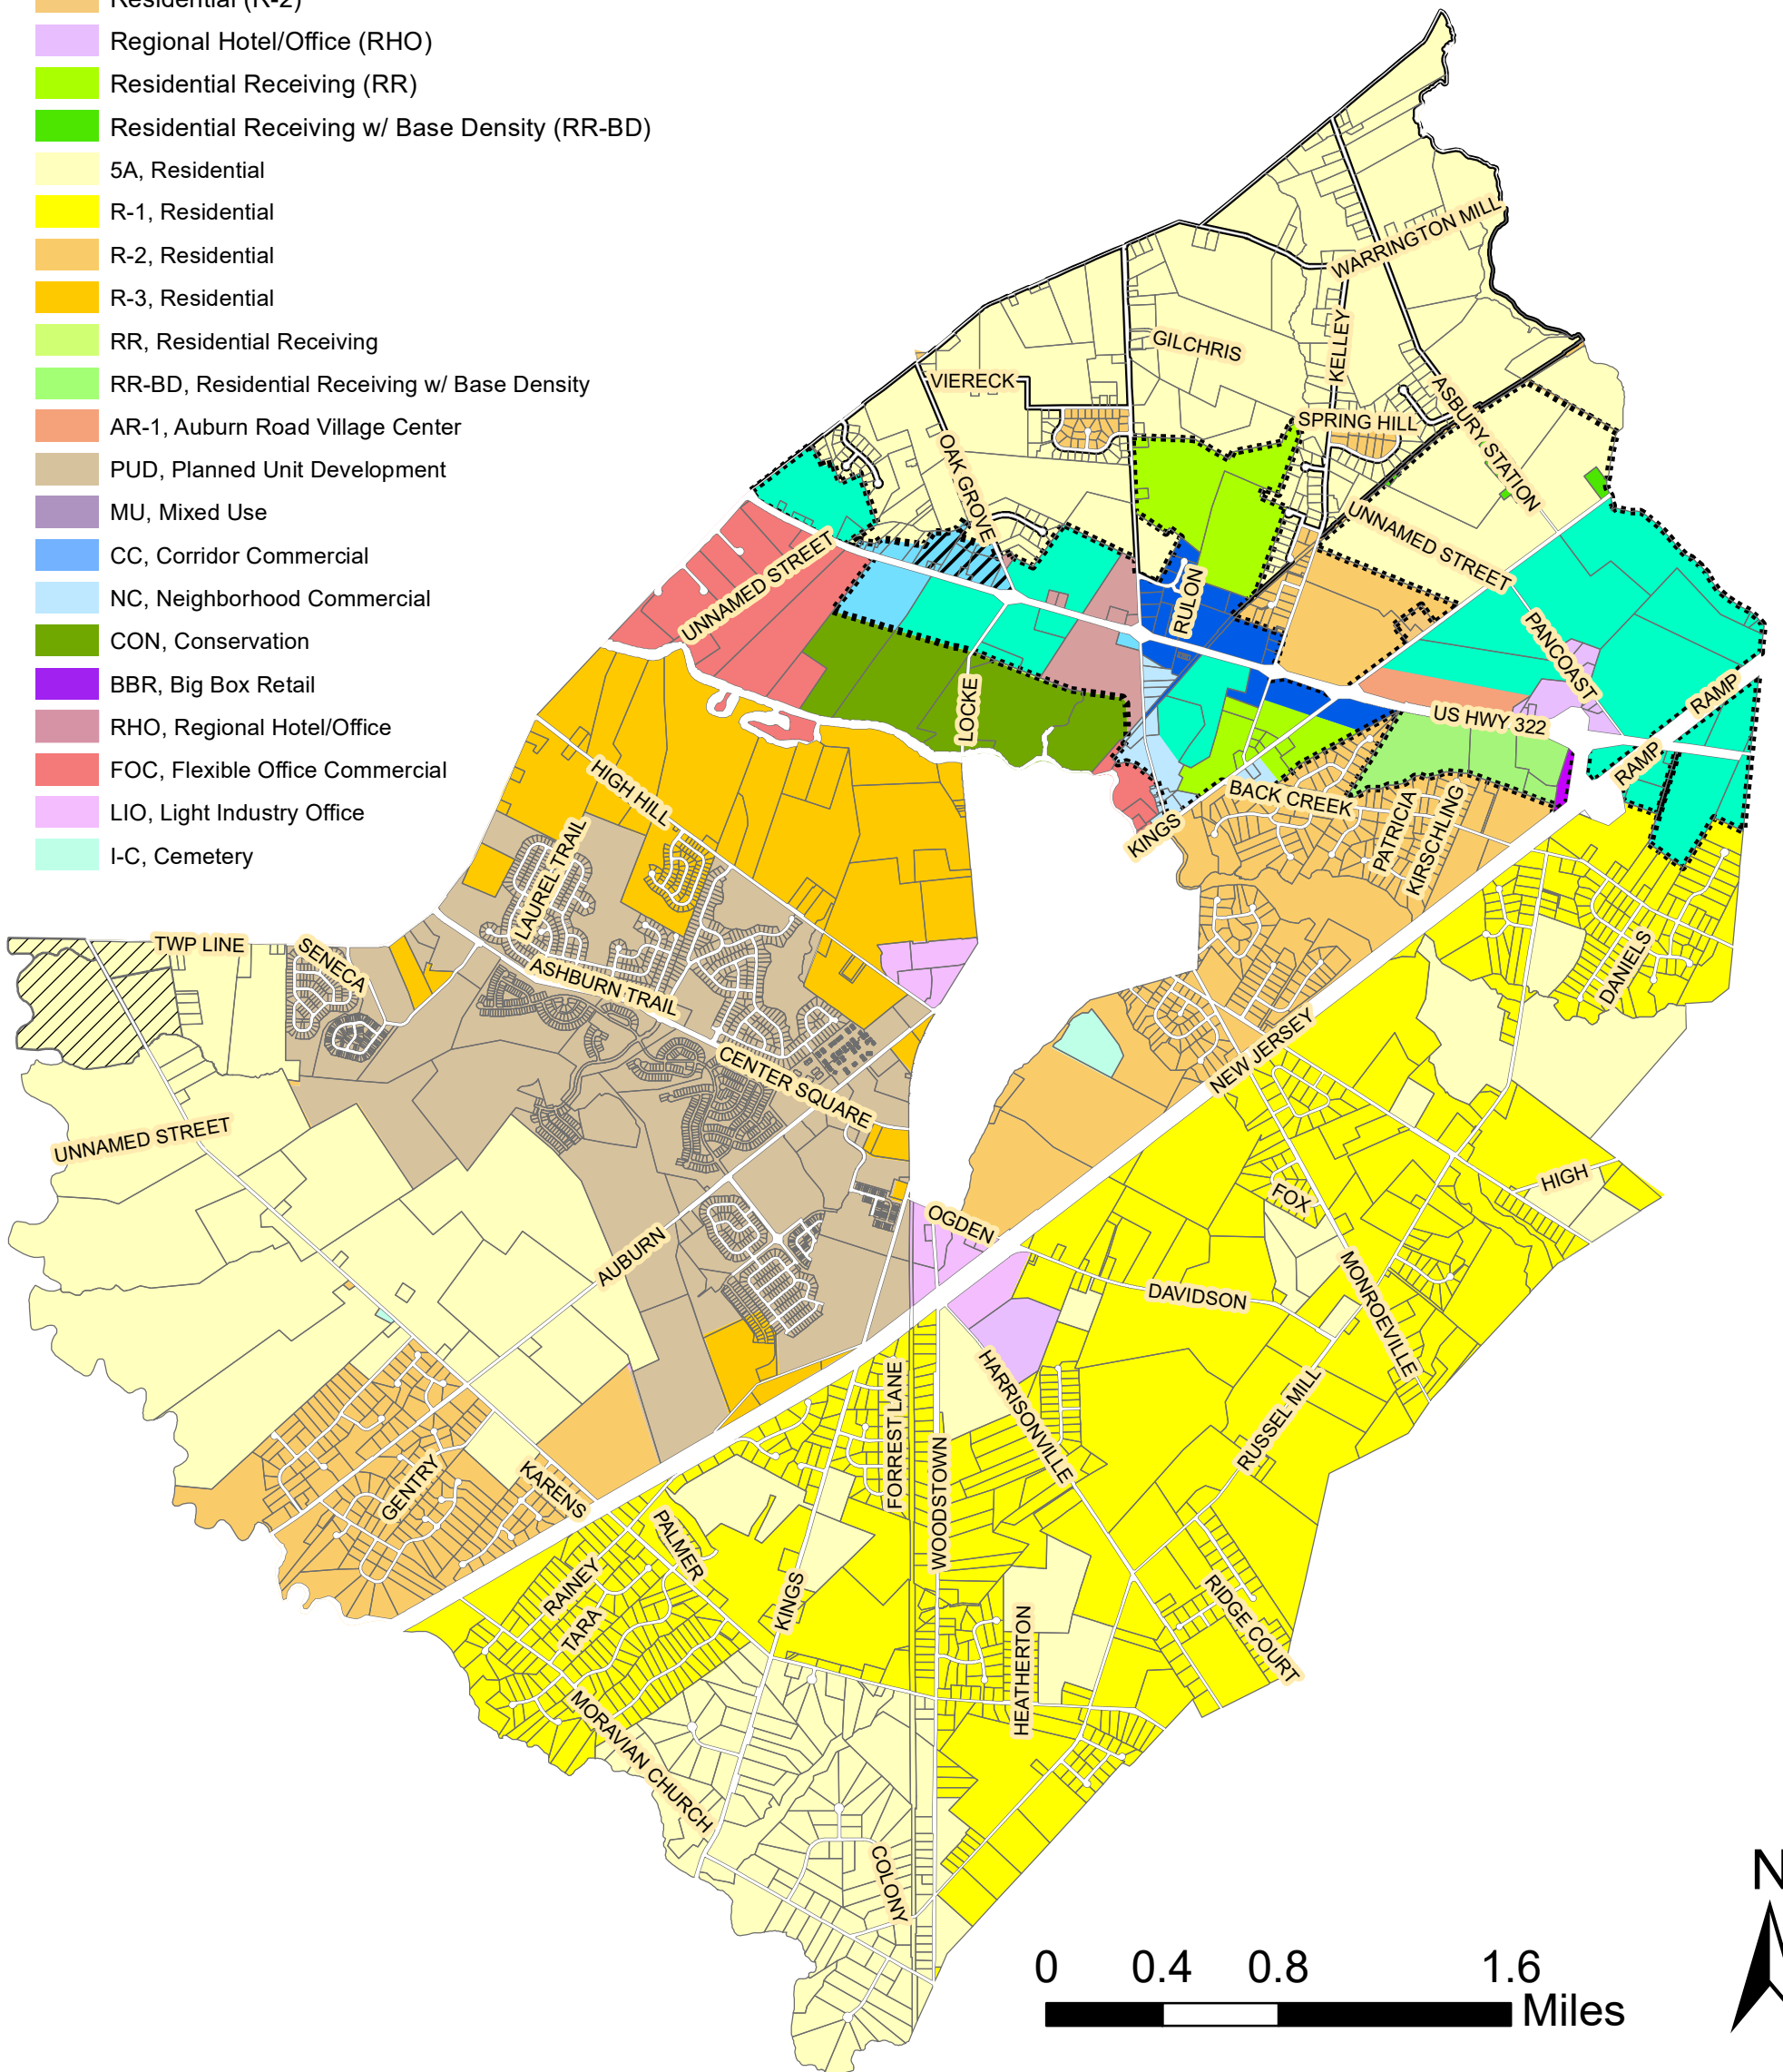 Residential (R-2)
Regional Hotel/Office (RHO)
Residential Receiving (RR)
Residential Receiving w/ Base Density (RR-BD)
5A, Residential
R-1, Residential
R-2, Residential
R-3, Residential
RR, Residential Receiving
RR-BD, Residential Receiving w/ Base Density
AR-1, Auburn Road Village Center
PUD, Planned Unit Development
MU, Mixed Use
CC, Corridor Commercial
NC, Neighborhood Commercial
CON, Conservation
BBR, Big Box Retail
RHO, Regional Hotel/Office
FOC, Flexible Office Commercial
LIO, Light Industry Office
I-C, Cemetery
WARRINGTON MILL
GILCHRIS
KELLEY
VIERECK
ASBURY STATION
SPRING HILL
OAK GROVE
UNNAMED STREET
UNNAMED STREET
RULON
PANCOAST
LOCKE
RAMP
US HWY 322
RAMP
HIGH HILL
BACK CREEK
PATRICIA
KIRSCHLING
KINGS
LAUREL TRAIL
TWP LINE
SENECA
ASHBURN TRAIL
DANIELS
CENTER SQUARE
NEW JERSEY
UNNAMED STREET
HIGH
FOX
OGDEN
AUBURN
MONROEVILLE
DAVIDSON
HARRISONVILLE
FORREST LANE
RUSSEL MILL
WOODSTOWN
GENTRY
KARENS
PALMER
RAINEY
TARA
KINGS
RIDGE COURT
HEATHERTON
MORAVIAN CHURCH
COLONY
N
0 0.4 0.8 1.6
Miles